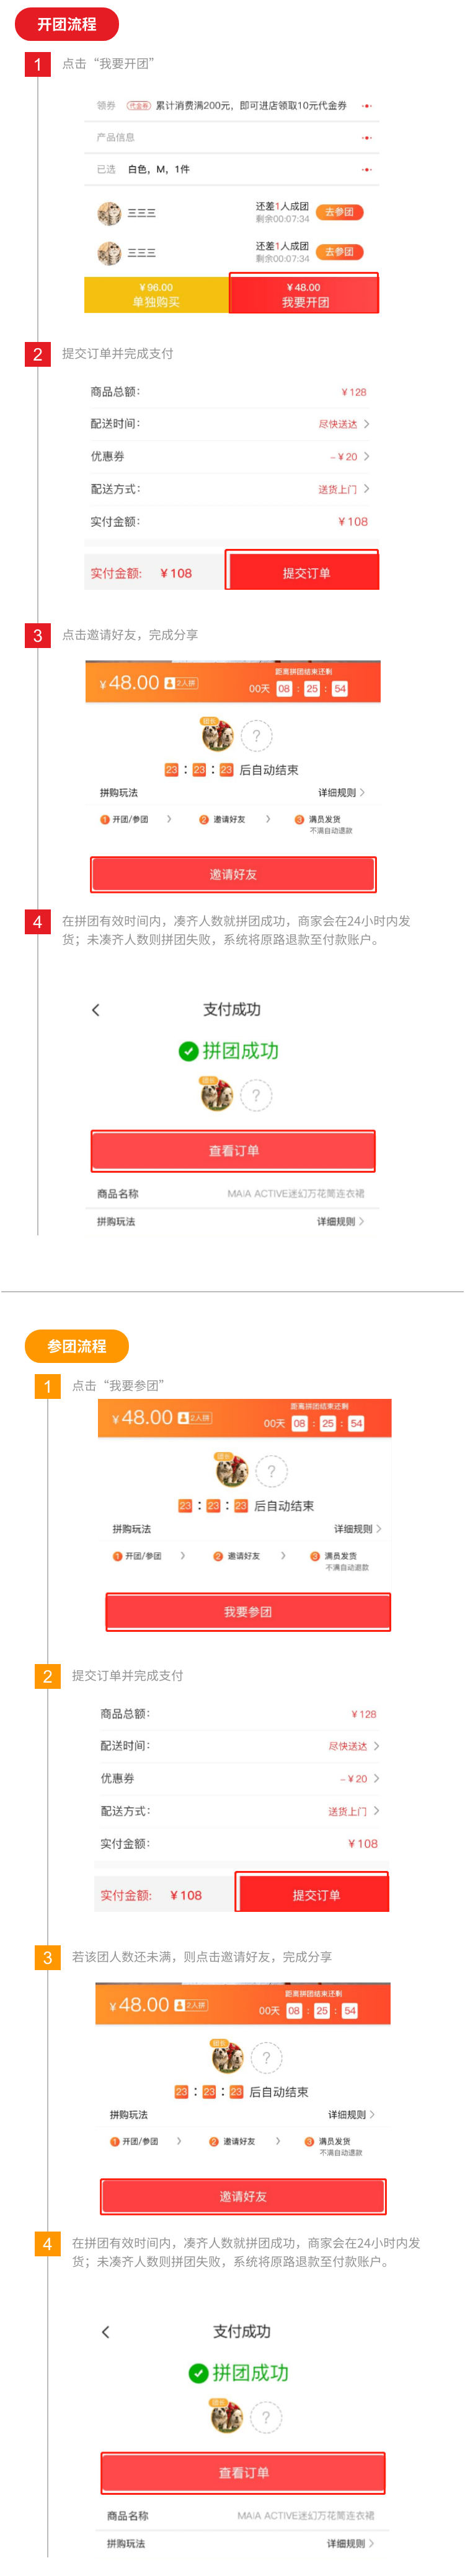 开团流程
1 点击“我要开团”
领券 代金券 累计消费满200元，即可进店领取10元代金券
产品信息
已选 白色，M，1件
三三三 还差1人成团 去参团
剩余00:07:34
三三三 还差1人成团 去参团
剩余00:07:34
¥96.00 ¥48.00
单独购买 我要开团
2 提交订单并完成支付
商品总额： ¥128
配送时间： 尽快送达
优惠券 -¥20
配送方式： 送货上门
实付金额： ¥108
实付金额: ¥108 提交订单
3 点击邀请好友，完成分享
距离拼团结束还剩
¥48.00 2人拼 00天 08 : 25 : 54
团长 ?
23 : 23 : 23 后自动结束
拼购玩法 详细规则
1 开团/参团 2 邀请好友 3 满员发货
不满自动退款
邀请好友
4 在拼团有效时间内，凑齐人数就拼团成功，商家会在24小时内发
货；未凑齐人数则拼团失败，系统将原路退款至付款账户。
支付成功
拼团成功
团长 ?
查看订单
商品名称 MAIA ACTIVE迷幻万花筒连衣裙
拼购玩法 详细规则
参团流程
1 点击“我要参团”
距离拼团结束还剩
¥48.00 2人拼 00天 08 : 25 : 54
团长 ?
23 : 23 : 23 后自动结束
拼购玩法 详细规则
1 开团/参团 2 邀请好友 3 满员发货
不满自动退款
我要参团
2 提交订单并完成支付
商品总额： ¥128
配送时间： 尽快送达
优惠券 -¥20
配送方式： 送货上门
实付金额： ¥108
实付金额: ¥108 提交订单
3 若该团人数还未满，则点击邀请好友，完成分享
距离拼团结束还剩
¥48.00 2人拼 00天 08 : 25 : 54
团长 ?
23 : 23 : 23 后自动结束
拼购玩法 详细规则
1 开团/参团 2 邀请好友 3 满员发货
不满自动退款
邀请好友
4 在拼团有效时间内，凑齐人数就拼团成功，商家会在24小时内发
货；未凑齐人数则拼团失败，系统将原路退款至付款账户。
支付成功
拼团成功
团长 ?
查看订单
商品名称 MAIA ACTIVE迷幻万花筒连衣裙
拼购玩法 详细规则